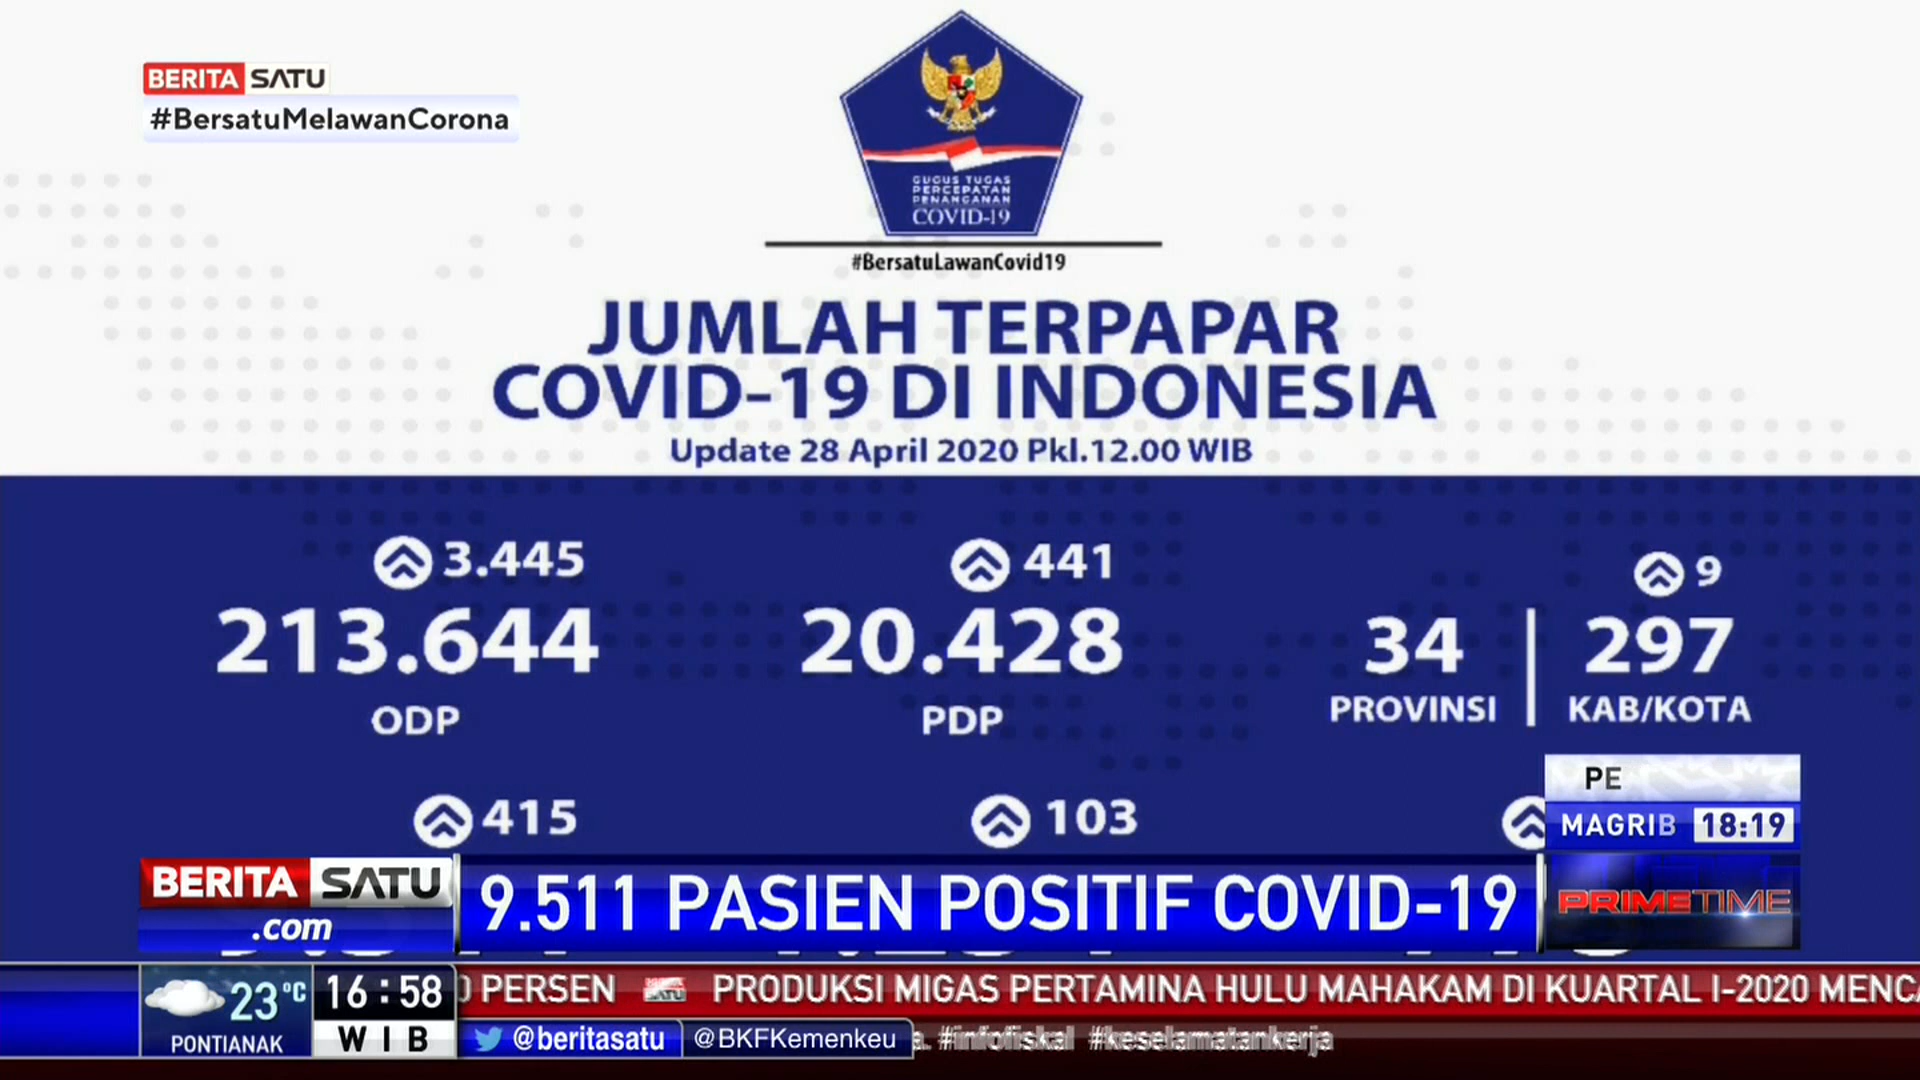 BERITA SATU
#BersatuMelawanCorona
GUGUS TUGAS
PERCEPATAN
PENANGANAN
COVID-19
#BersatuLawanCovid19
JUMLAH TERPAPAR
COVID-19 DI INDONESIA
Update 28 April 2020 Pkl.12.00 WIB
3.445
213.644
ODP
441
20.428
PDP
34
PROVINSI
9
297
KAB/KOTA
415
103
PE
MAGRIB 18:19
BERITA SATU
.com
9.511 PASIEN POSITIF COVID-19
PRIMETIME
23°C
PONTIANAK
16:58
WIB
PERSEN
PRODUKSI MIGAS PERTAMINA HULU MAHAKAM DI KUARTAL I-2020 MENCA
@beritasatu
@BKFKemenkeu
a. #infofiskal #keselamatankerja